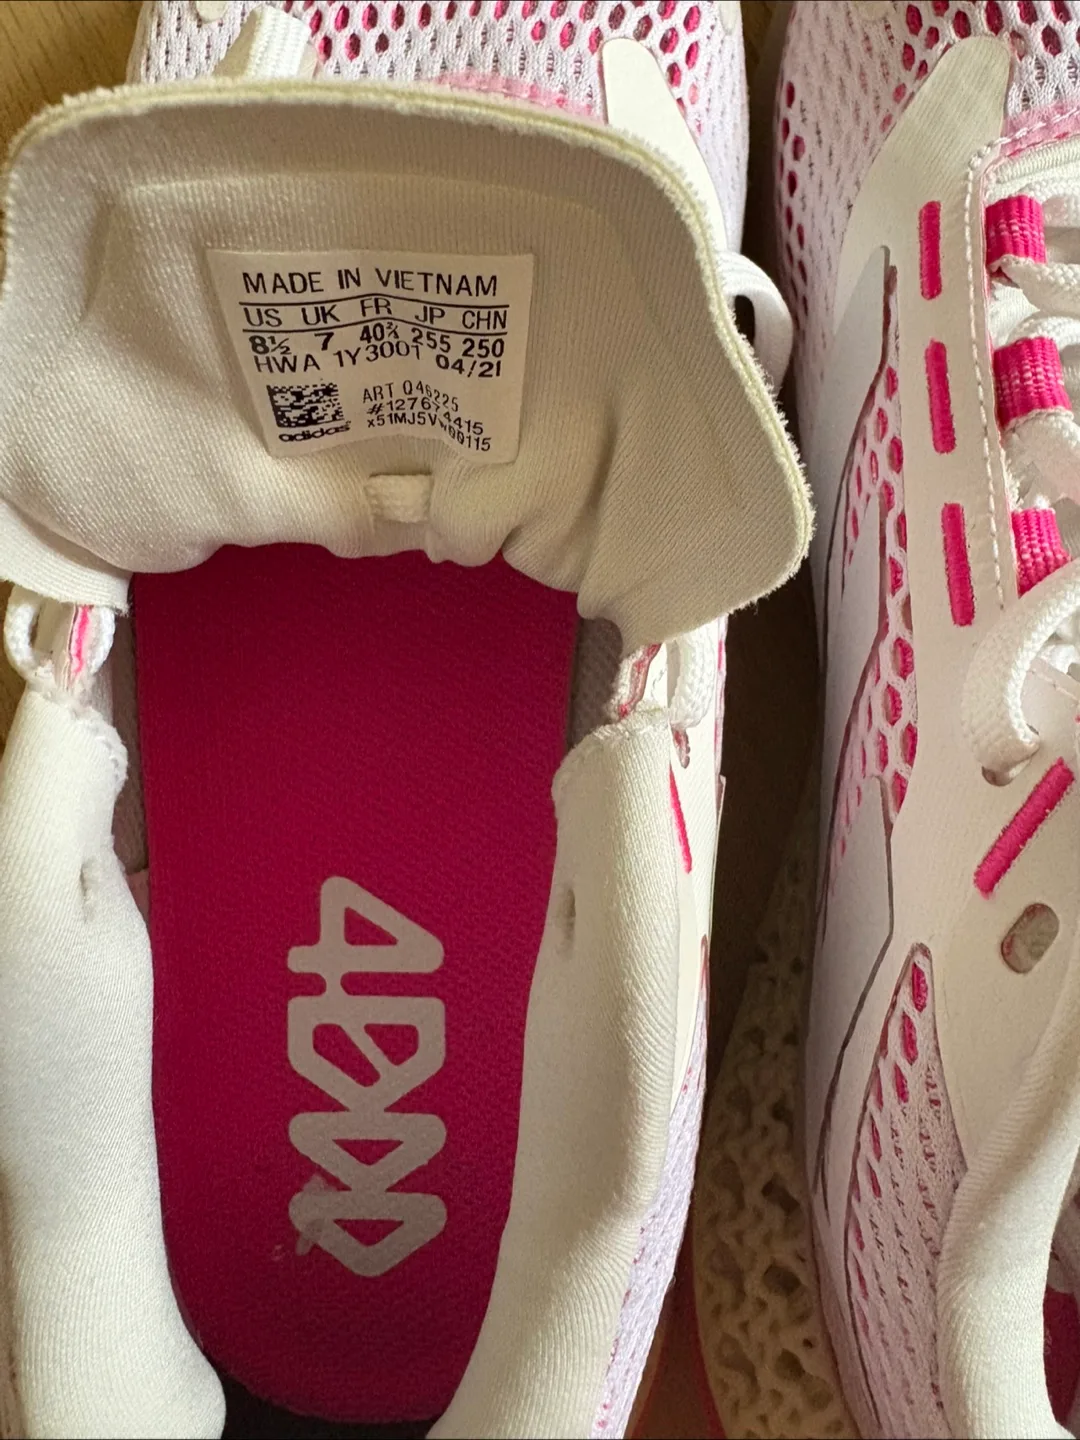 MADE IN VIETNAM
US UK FR JP CHN
8½ 7 40⅔ 255 250
HWA 1Y3001 04/21
ART Q46225
adidas
4D